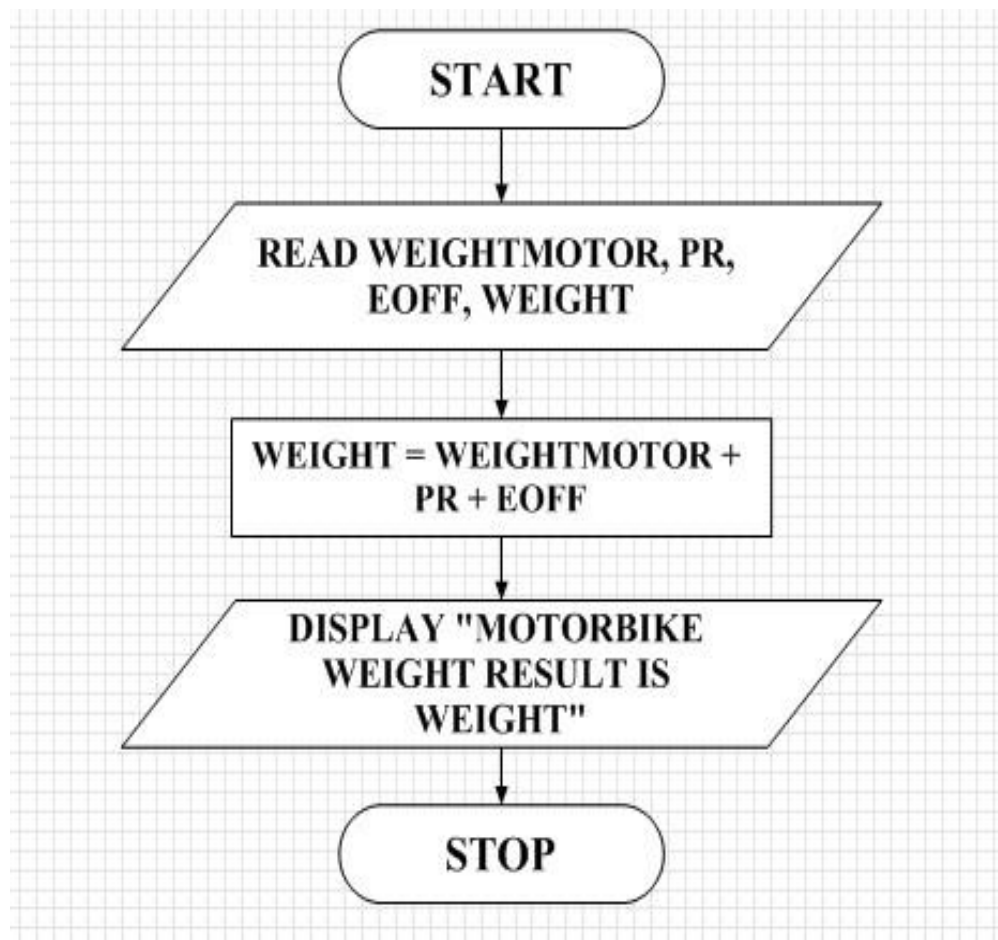 START
READ WEIGHTMOTOR, PR,
EOFF, WEIGHT
WEIGHT = WEIGHTMOTOR +
PR + EOFF
DISPLAY "MOTORBIKE
WEIGHT RESULT IS
WEIGHT"
STOP